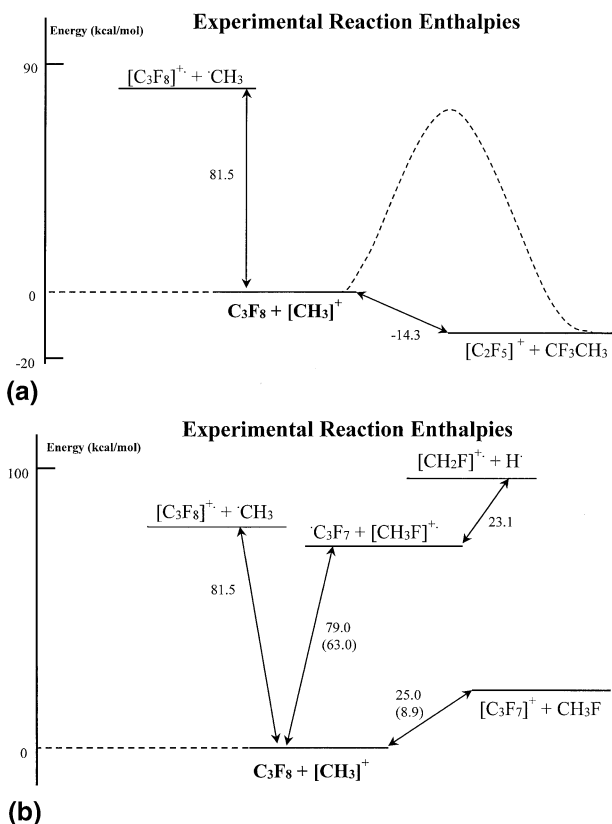 Experimental Reaction Enthalpies
Energy (kcal/mol)
90
[C₃F₈]⁺· + ·CH₃
81.5
0
C₃F₈ + [CH₃]⁺
-14.3
[C₂F₅]⁺ + CF₃CH₃
-20
(a)
Experimental Reaction Enthalpies
Energy (kcal/mol)
100
[CH₂F]⁺· + H·
[C₃F₈]⁺· + ·CH₃
·C₃F₇ + [CH₃F]⁺·
23.1
81.5
79.0
(63.0)
25.0
(8.9)
[C₃F₇]⁺ + CH₃F
0
C₃F₈ + [CH₃]⁺
(b)